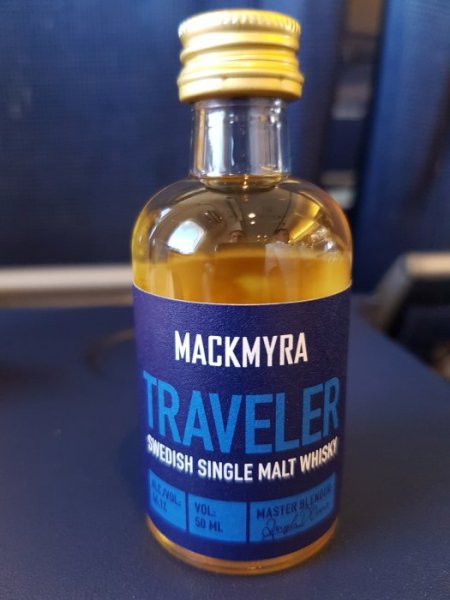 MACKMYRA
TRAVELER
SWEDISH SINGLE MALT WHISKY
ALC/VOL:
VOL:
50 ML
MASTER BLENDER